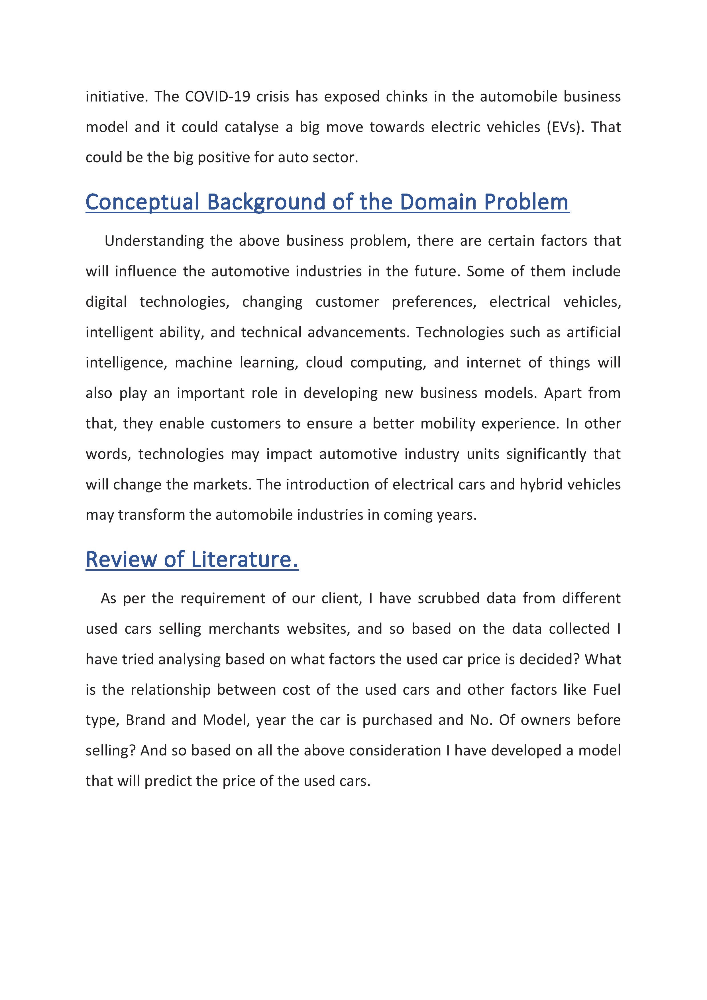 initiative. The COVID-19 crisis has exposed chinks in the automobile business
model and it could catalyse a big move towards electric vehicles (EVs). That
could be the big positive for auto sector.
Conceptual Background of the Domain Problem
Understanding the above business problem, there are certain factors that
will influence the automotive industries in the future. Some of them include
digital technologies, changing customer preferences, electrical vehicles,
intelligent ability, and technical advancements. Technologies such as artificial
intelligence, machine learning, cloud computing, and internet of things will
also play an important role in developing new business models. Apart from
that, they enable customers to ensure a better mobility experience. In other
words, technologies may impact automotive industry units significantly that
will change the markets. The introduction of electrical cars and hybrid vehicles
may transform the automobile industries in coming years.
Review of Literature.
As per the requirement of our client, I have scrubbed data from different
used cars selling merchants websites, and so based on the data collected I
have tried analysing based on what factors the used car price is decided? What
is the relationship between cost of the used cars and other factors like Fuel
type, Brand and Model, year the car is purchased and No. Of owners before
selling? And so based on all the above consideration I have developed a model
that will predict the price of the used cars.